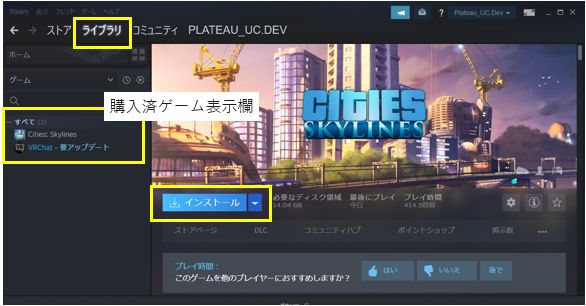 Steam 表示 フレンド ゲーム ヘルプ
Plateau_UC.Dev
ストア ライブラリ コミュニティ PLATEAU_UC.DEV
ホーム
ゲーム
購入済ゲーム表示欄
すべて (2)
Cities: Skylines
VRChat - 要アップデート
CITIES
SKYLINES
インストール
必要なディスク領域
14.04 GB
最後にプレイ
今日
プレイ時間
414.5時間
ストアページ DLC コミュニティハブ ポイントショップ 掲示板 •••
プレイ時間：
このゲームを他のプレイヤーにおすすめしますか？
はい
いいえ
後で